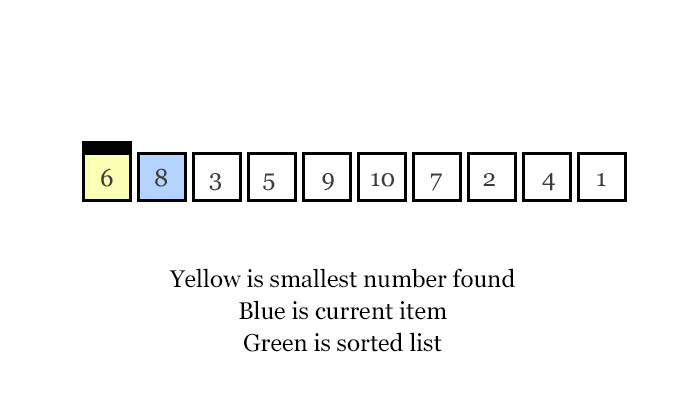 6 8 3 5 9 10 7 2 4 1
Yellow is smallest number found
Blue is current item
Green is sorted list